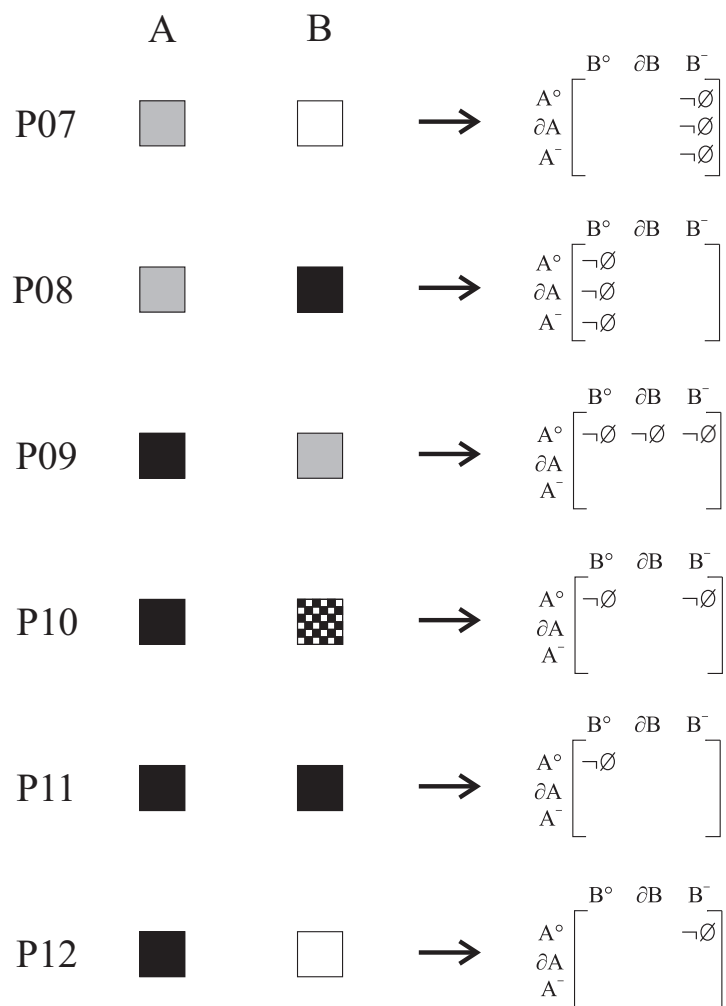 A B
B° ∂B B⁻
P07 A° ¬∅
∂A ¬∅
A⁻ ¬∅
B° ∂B B⁻
P08 A° ¬∅
∂A ¬∅
A⁻ ¬∅
B° ∂B B⁻
P09 A° ¬∅ ¬∅ ¬∅
∂A
A⁻
B° ∂B B⁻
P10 A° ¬∅ ¬∅
∂A
A⁻
B° ∂B B⁻
P11 A° ¬∅
∂A
A⁻
B° ∂B B⁻
P12 A° ¬∅
∂A
A⁻